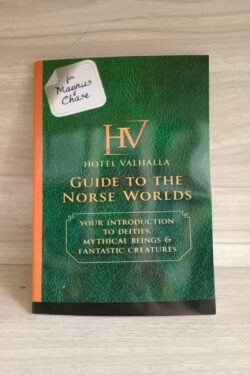 for
Magnus
Chase
HV
HOTEL VALHALLA
GUIDE TO THE
NORSE WORLDS
YOUR INTRODUCTION
TO DEITIES,
MYTHICAL BEINGS &
FANTASTIC CREATURES